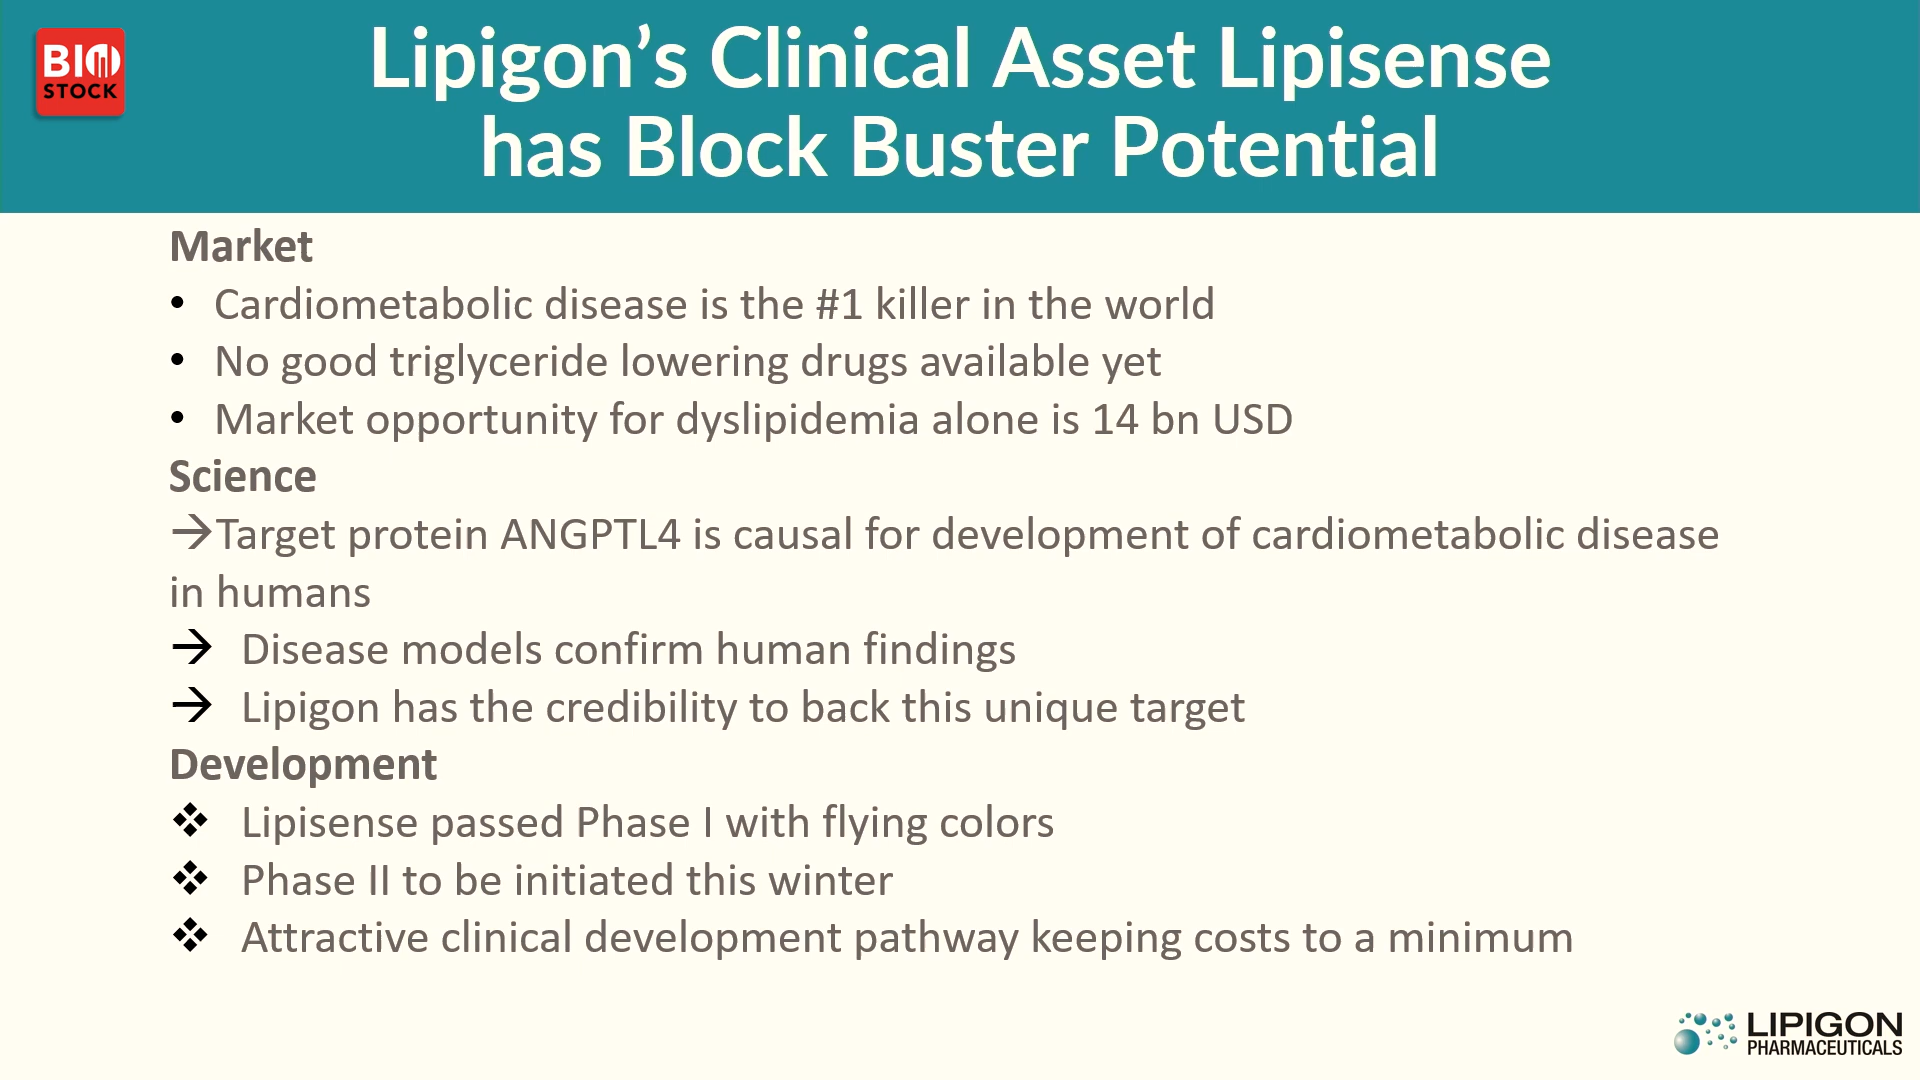 BIO
STOCK
Lipigon’s Clinical Asset Lipisense
has Block Buster Potential
Market
• Cardiometabolic disease is the #1 killer in the world
• No good triglyceride lowering drugs available yet
• Market opportunity for dyslipidemia alone is 14 bn USD
Science
→Target protein ANGPTL4 is causal for development of cardiometabolic disease
in humans
→ Disease models confirm human findings
→ Lipigon has the credibility to back this unique target
Development
❖ Lipisense passed Phase I with flying colors
❖ Phase II to be initiated this winter
❖ Attractive clinical development pathway keeping costs to a minimum
LIPIGON
PHARMACEUTICALS